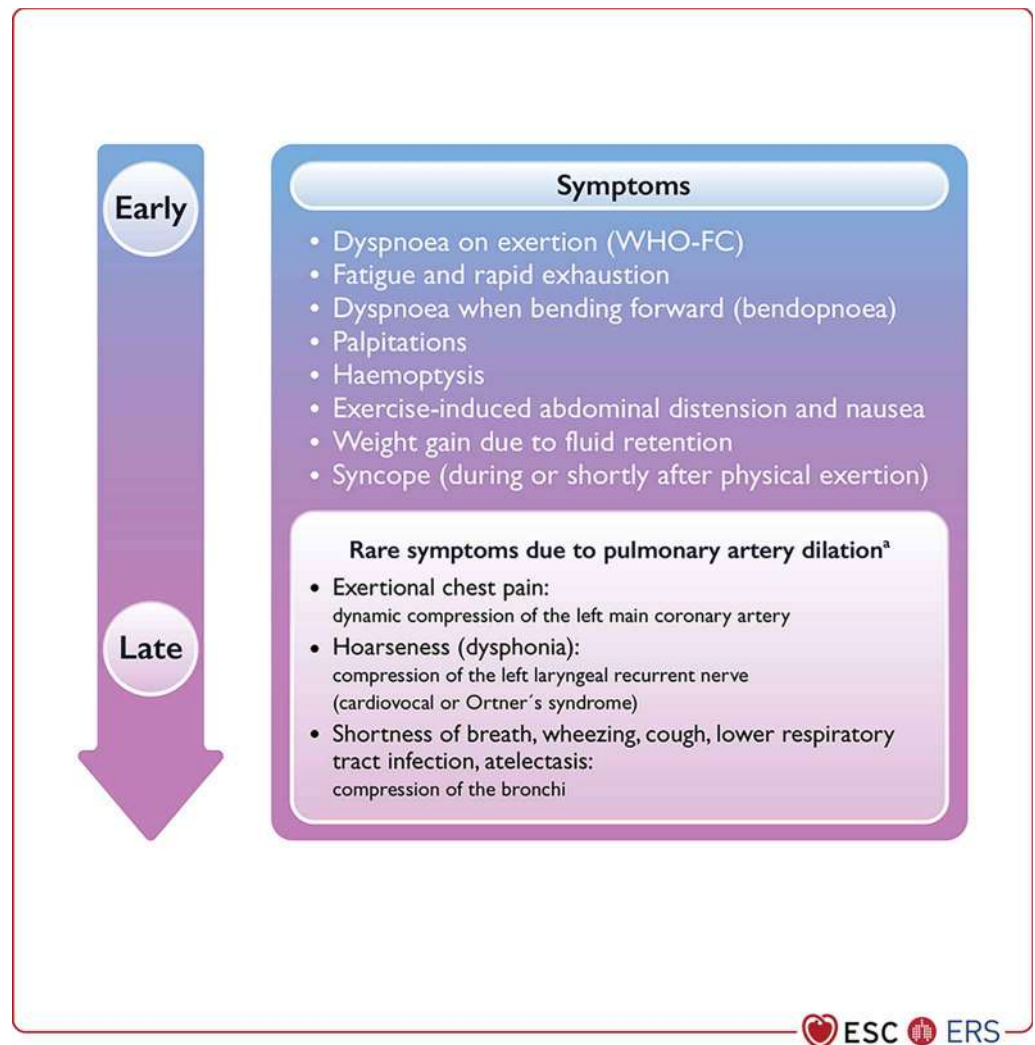 Early
Symptoms
• Dyspnoea on exertion (WHO-FC)
• Fatigue and rapid exhaustion
• Dyspnoea when bending forward (bendopnoea)
• Palpitations
• Haemoptysis
• Exercise-induced abdominal distension and nausea
• Weight gain due to fluid retention
• Syncope (during or shortly after physical exertion)
Rare symptoms due to pulmonary artery dilationᵃ
• Exertional chest pain:
dynamic compression of the left main coronary artery
Late
• Hoarseness (dysphonia):
compression of the left laryngeal recurrent nerve
(cardiovocal or Ortner´s syndrome)
• Shortness of breath, wheezing, cough, lower respiratory
tract infection, atelectasis:
compression of the bronchi
ESC ERS